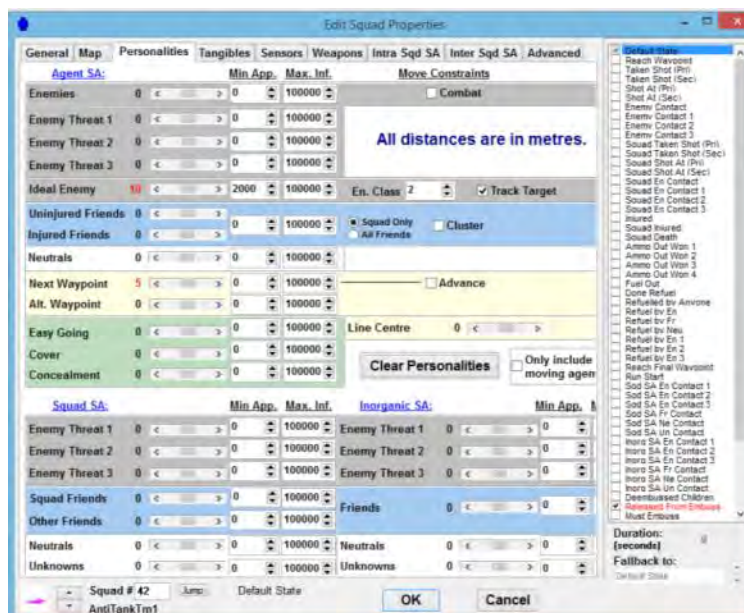 Edit Squad Properties
General Map Personalities Tangibles Sensors Weapons Intra Sqd SA Inter Sqd SA Advanced
Agent SA: Min App. Max. Inf. Move Constraints
Enemies 0 < > 0 100000 Combat
Enemy Threat 1 0 < > 0 100000
Enemy Threat 2 0 < > 0 100000
All distances are in metres.
Enemy Threat 3 0 < > 0 100000
Ideal Enemy 10 < > 2000 100000 En. Class 2 Track Target
Uninjured Friends 0 < > 0 100000 Squad Only Cluster
Injured Friends 0 < > All Friends
Neutrals 0 < > 0 100000
Next Waypoint 5 < > 0 100000 Advance
Alt. Waypoint 0 < > 0 100000
Easy Going 0 < > 0 100000 Line Centre 0 < >
Cover 0 < > 0 100000 Clear Personalities Only include
Concealment 0 < > 0 100000 moving agen
Squad SA: Min App. Max. Inf. Inorganic SA: Min App.
Enemy Threat 1 0 < > 0 100000 Enemy Threat 1 0 < > 0
Enemy Threat 2 0 < > 0 100000 Enemy Threat 2 0 < > 0
Enemy Threat 3 0 < > 0 100000 Enemy Threat 3 0 < > 0
Squad Friends 0 < > 0 100000 Friends 0 < > 0
Other Friends 0 < > 0 100000
Neutrals 0 < > 0 100000 Neutrals 0 < > 0
Unknowns 0 < > 0 100000 Unknowns 0 < > 0
Squad # 42 Jump Default State
AntiTankTm1
OK Cancel
Default State
Reach Waypoint
Taken Shot (Pri)
Taken Shot (Sec)
Shot At (Pri)
Shot At (Sec)
Enemy Contact
Enemy Contact 1
Enemy Contact 2
Enemy Contact 3
Squad Taken Shot (Pri)
Squad Taken Shot (Sec)
Squad Shot At (Pri)
Squad Shot At (Sec)
Squad En Contact
Squad En Contact 1
Squad En Contact 2
Squad En Contact 3
Injured
Squad Injured
Squad Death
Ammo Out Wpn 1
Ammo Out Wpn 2
Ammo Out Wpn 3
Ammo Out Wpn 4
Fuel Out
Done Refuel
Refuelled by Anyone
Refuel by En
Refuel by Fr
Refuel by Neu
Refuel by En 1
Refuel by En 2
Refuel by En 3
Reach Final Waypoint
Run Start
Sqd SA En Contact 1
Sqd SA En Contact 2
Sqd SA En Contact 3
Sqd SA Fr Contact
Sqd SA Ne Contact
Sqd SA Un Contact
Inorg SA En Contact 1
Inorg SA En Contact 2
Inorg SA En Contact 3
Inorg SA Fr Contact
Inorg SA Ne Contact
Inorg SA Un Contact
Deembussed Children
Released From Embuss
Must Embuss
Duration: 0
(seconds)
Fallback to:
Default State